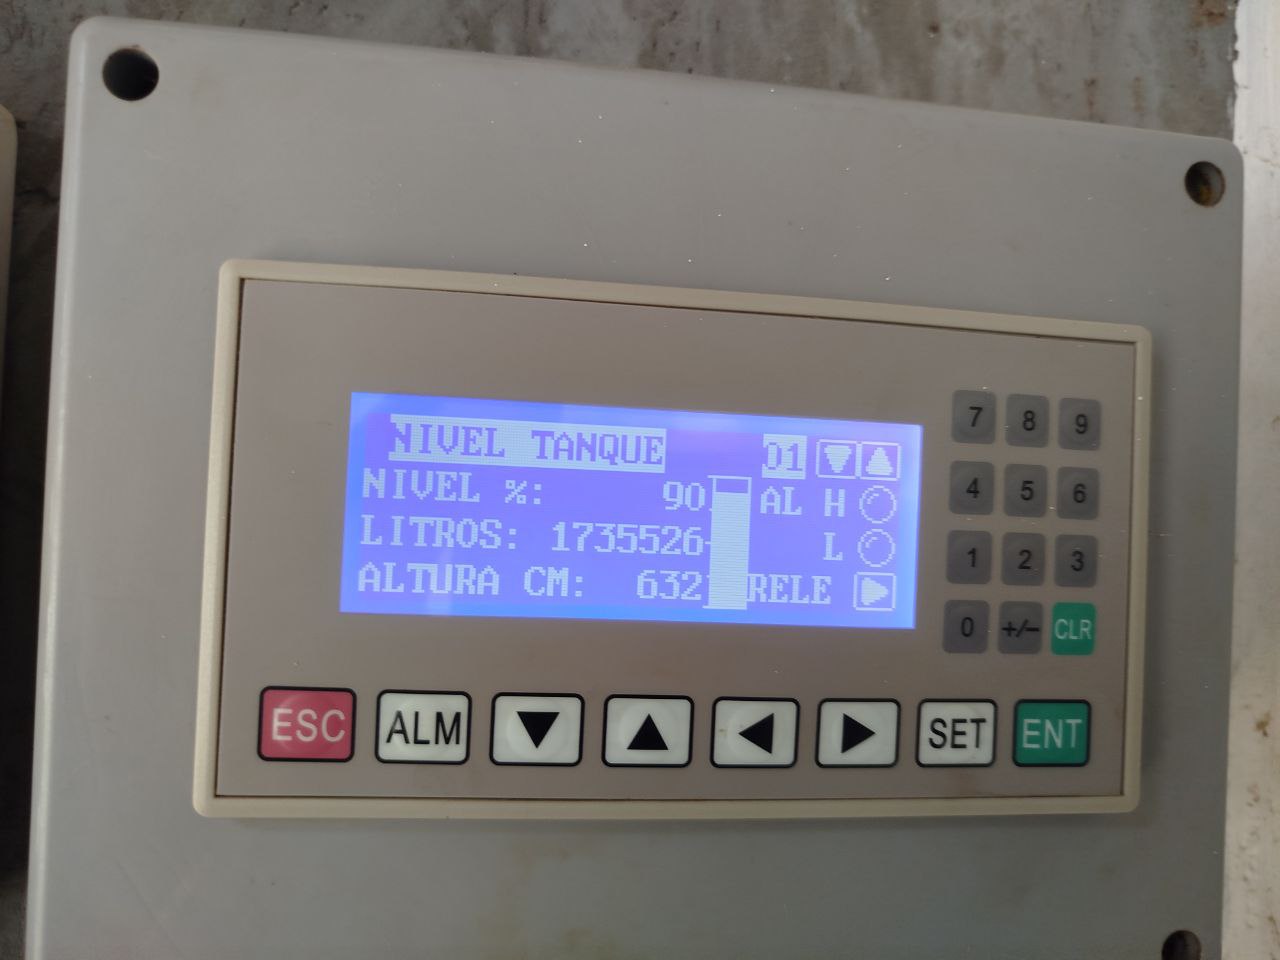 NIVEL TANQUE 01
NIVEL %: 90 AL H
LITROS: 1735526 L
ALTURA CM: 632 RELE
7 8 9
4 5 6
1 2 3
0 +/- CLR
ESC ALM SET ENT